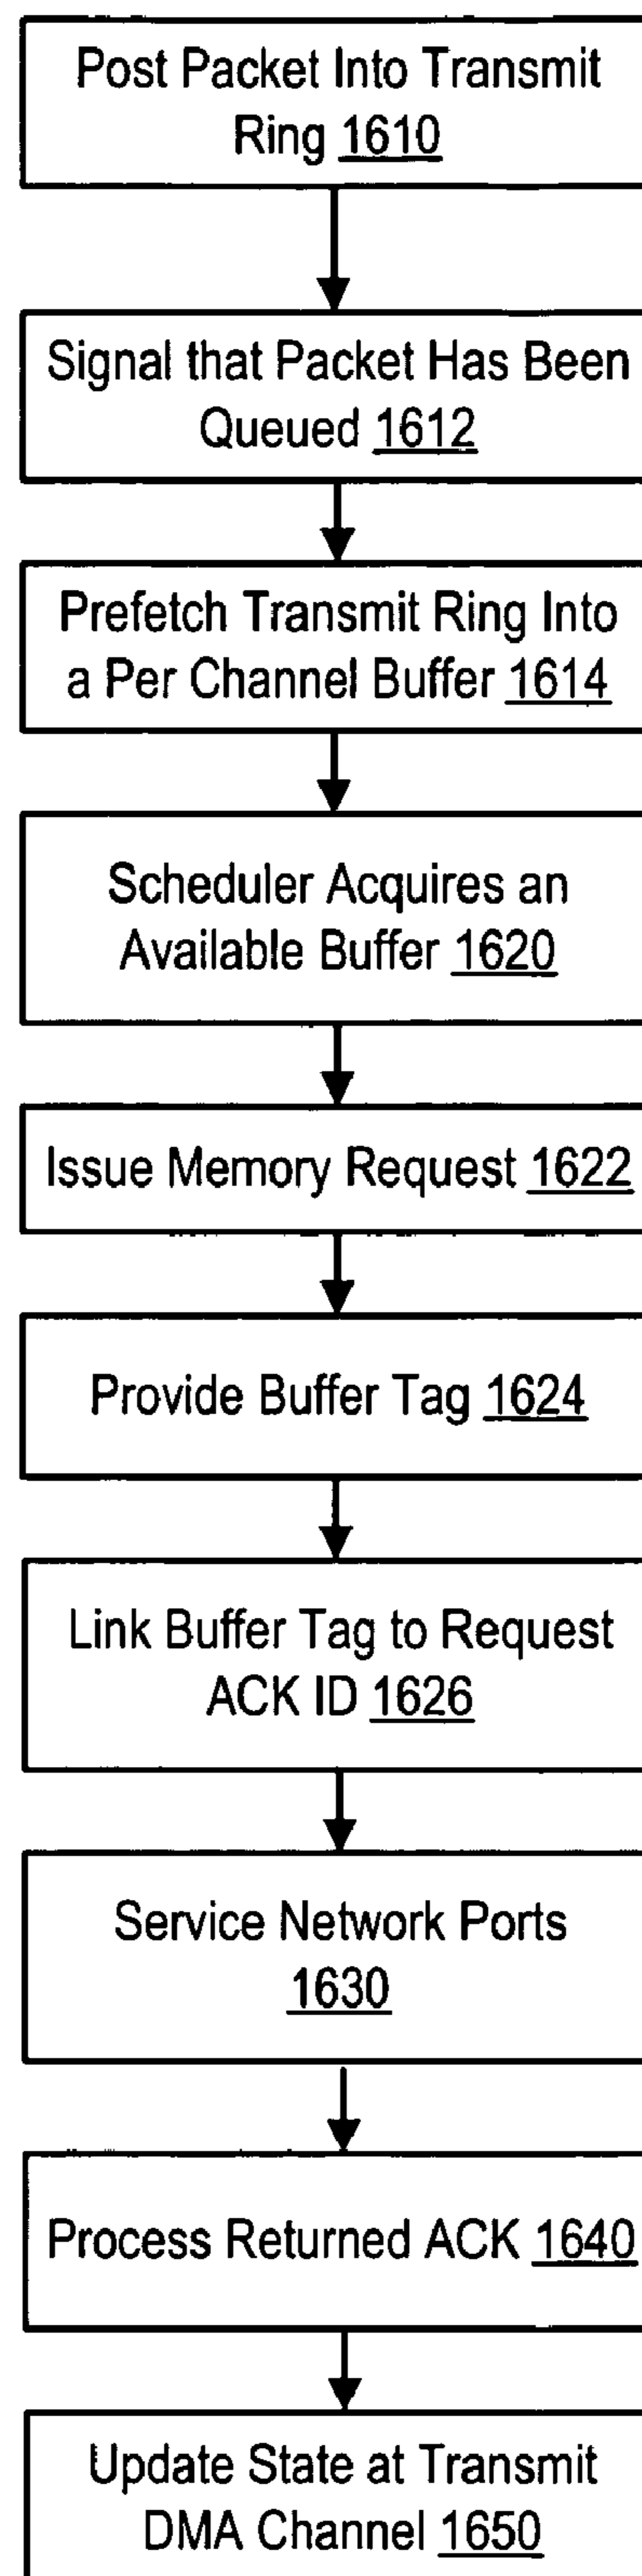 Post Packet Into Transmit
Ring 1610
Signal that Packet Has Been
Queued 1612
Prefetch Transmit Ring Into
a Per Channel Buffer 1614
Scheduler Acquires an
Available Buffer 1620
Issue Memory Request 1622
Provide Buffer Tag 1624
Link Buffer Tag to Request
ACK ID 1626
Service Network Ports
1630
Process Returned ACK 1640
Update State at Transmit
DMA Channel 1650